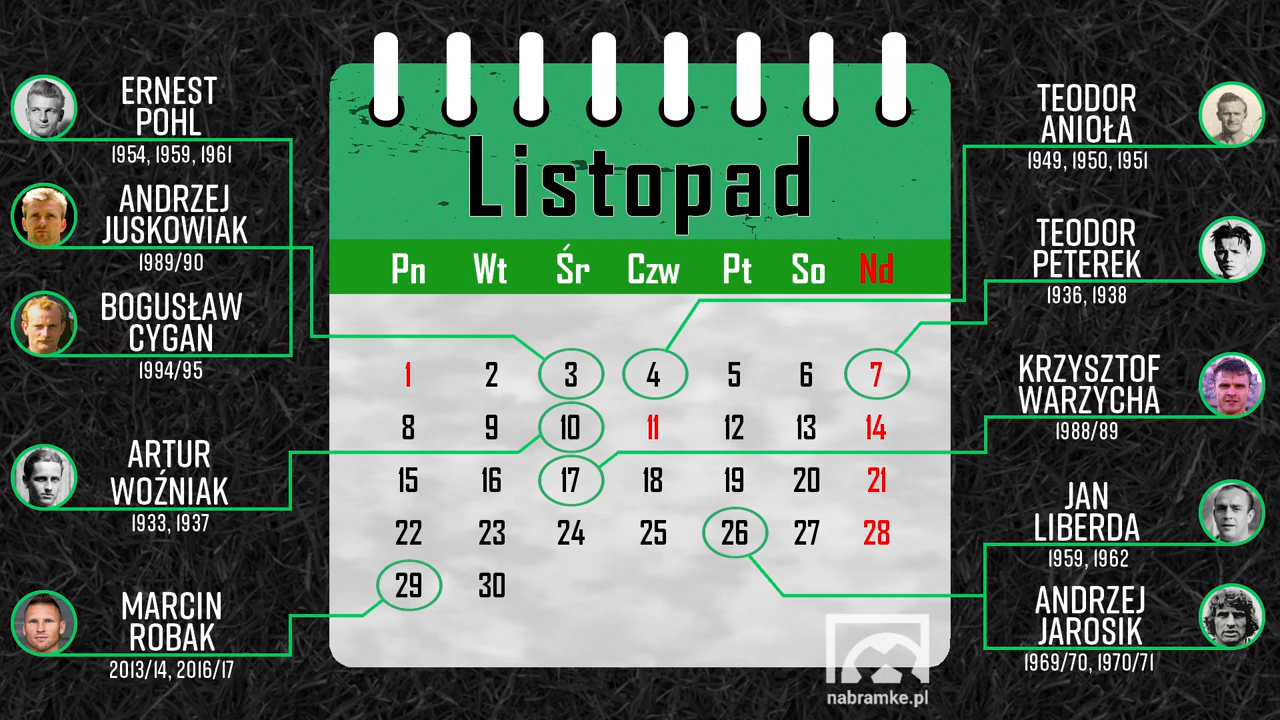 ERNEST
POHL
1954, 1959, 1961
ANDRZEJ
JUSKOWIAK
1989/90
BOGUSŁAW
CYGAN
1994/95
ARTUR
WOŹNIAK
1933, 1937
MARCIN
ROBAK
2013/14, 2016/17
Listopad
Pn Wt Śr Czw Pt So Nd
1 2 3 4 5 6 7
8 9 10 11 12 13 14
15 16 17 18 19 20 21
22 23 24 25 26 27 28
29 30
nabramke.pl
TEODOR
ANIOŁA
1949, 1950, 1951
TEODOR
PETEREK
1936, 1938
KRZYSZTOF
WARZYCHA
1988/89
JAN
LIBERDA
1959, 1962
ANDRZEJ
JAROSIK
1969/70, 1970/71